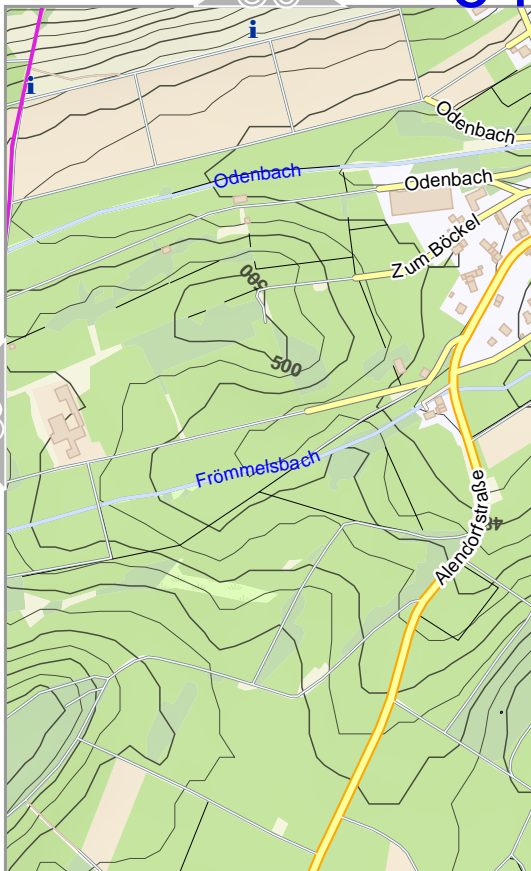 i
i
Odenbach
Odenbach
Odenbach
Zum Böckel
500
500
Frömmelsbach
Alendorfstraße